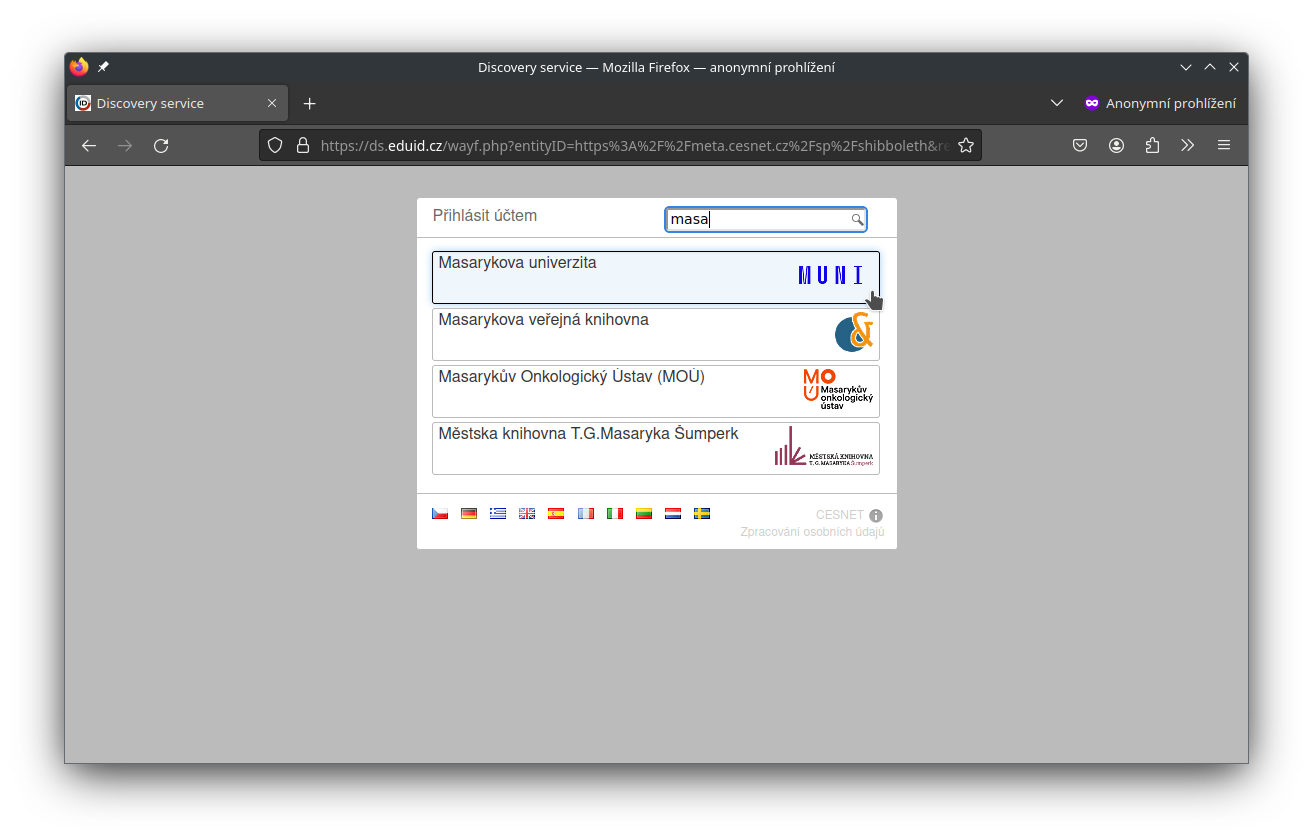 Discovery service — Mozilla Firefox — anonymní prohlížení
Discovery service
Anonymní prohlížení
https://ds.eduid.cz/wayf.php?entityID=https%3A%2F%2Fmeta.cesnet.cz%2Fsp%2Fshibboleth&re
Přihlásit účtem
masa
Masarykova univerzita
MUNI
Masarykova veřejná knihovna
&
Masarykův Onkologický Ústav (MOÚ)
MOÚ
Masarykův
onkologický
ústav
Městska knihovna T.G.Masaryka Šumperk
MĚSTSKÁ KNIHOVNA
T. G. MASARYKA Šumperk
CESNET
Zpracování osobních údajů